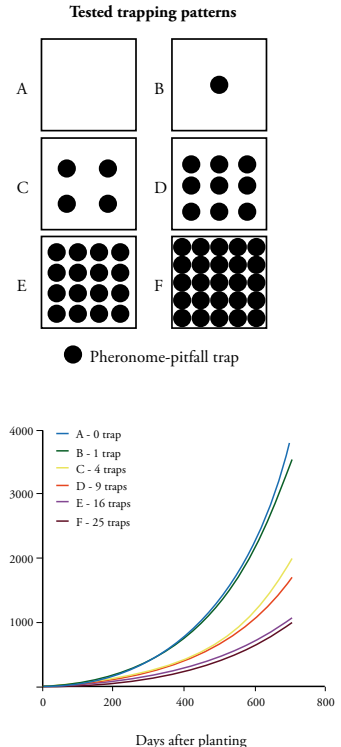 Tested trapping patterns
A
B
C
D
E
F
Pheronome-pitfall trap
4000
3000
2000
1000
A - 0 trap
B - 1 trap
C - 4 traps
D - 9 traps
E - 16 traps
F - 25 traps
0
200
400
600
800
Days after planting